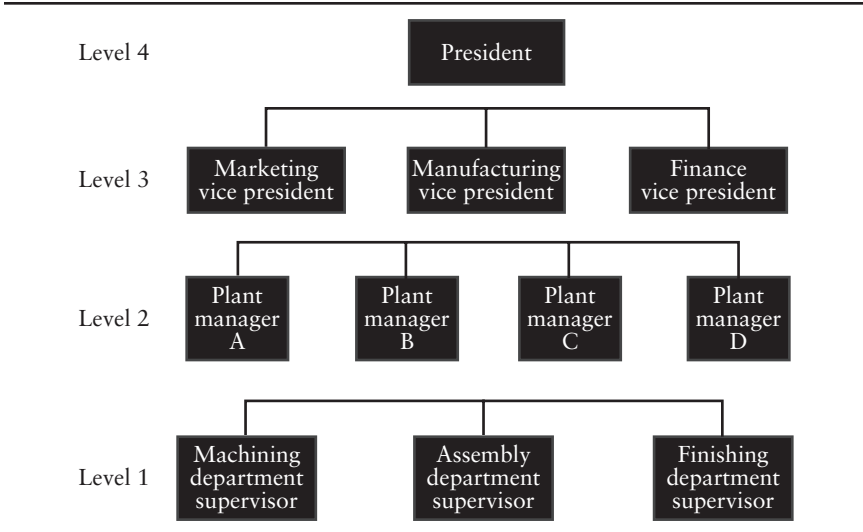 Level 4
President
Level 3
Marketing
vice president
Manufacturing
vice president
Finance
vice president
Level 2
Plant
manager
A
Plant
manager
B
Plant
manager
C
Plant
manager
D
Level 1
Machining
department
supervisor
Assembly
department
supervisor
Finishing
department
supervisor